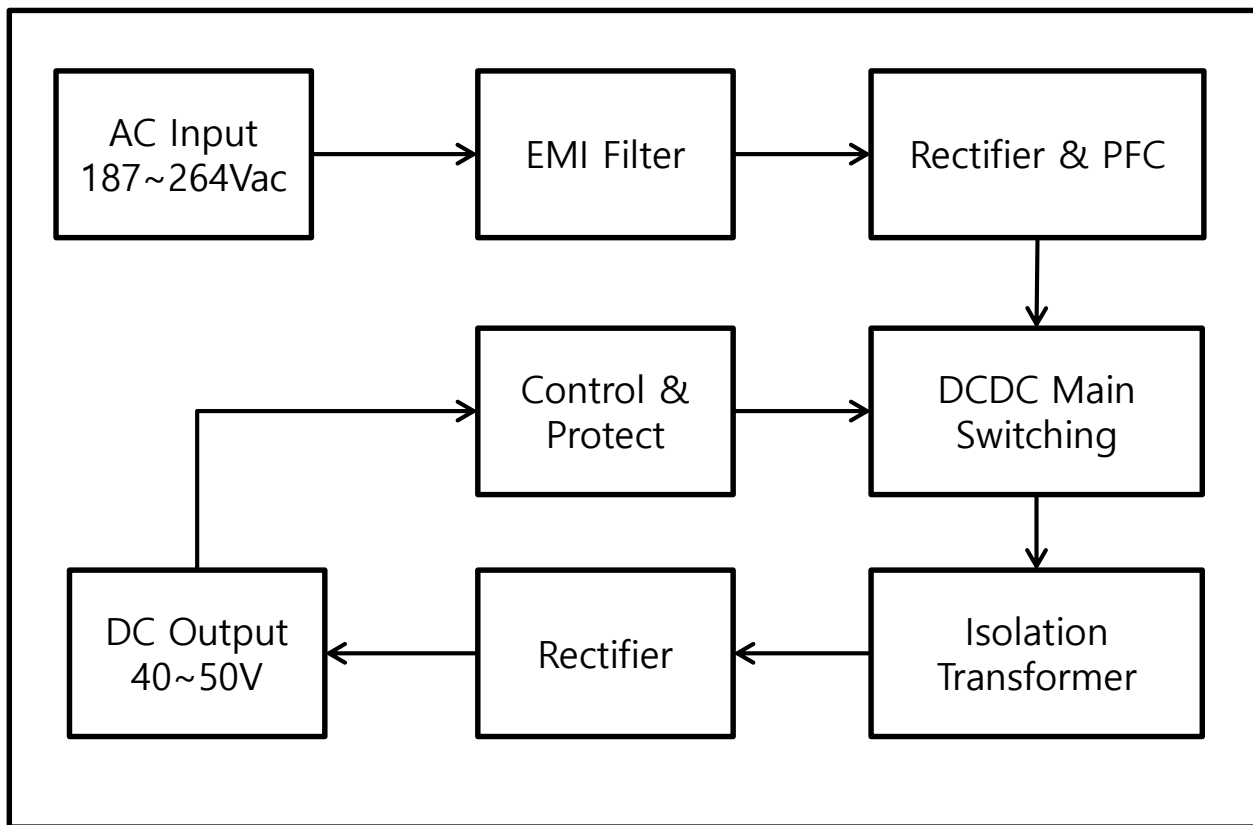 AC Input
187~264Vac
EMI Filter
Rectifier & PFC
Control &
Protect
DCDC Main
Switching
DC Output
40~50V
Rectifier
Isolation
Transformer